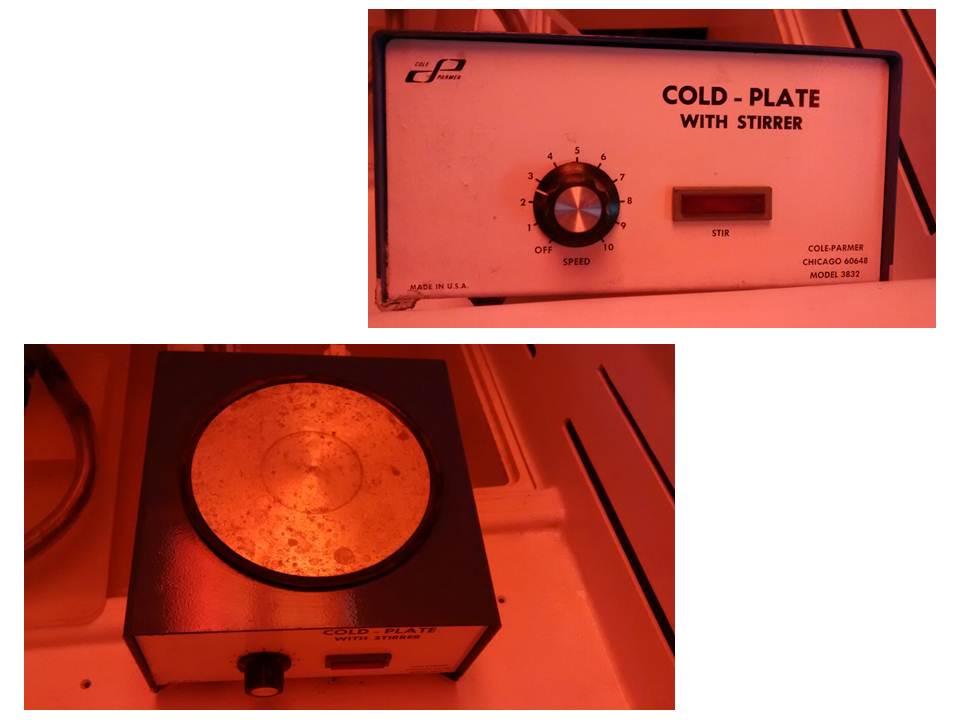 COLE
PARMER
COLD - PLATE
WITH STIRRER
OFF 1 2 3 4 5 6 7 8 9 10
SPEED
STIR
COLE-PARMER
CHICAGO 60648
MODEL 3832
MADE IN U.S.A.
COLD - PLATE
WITH STIRRER